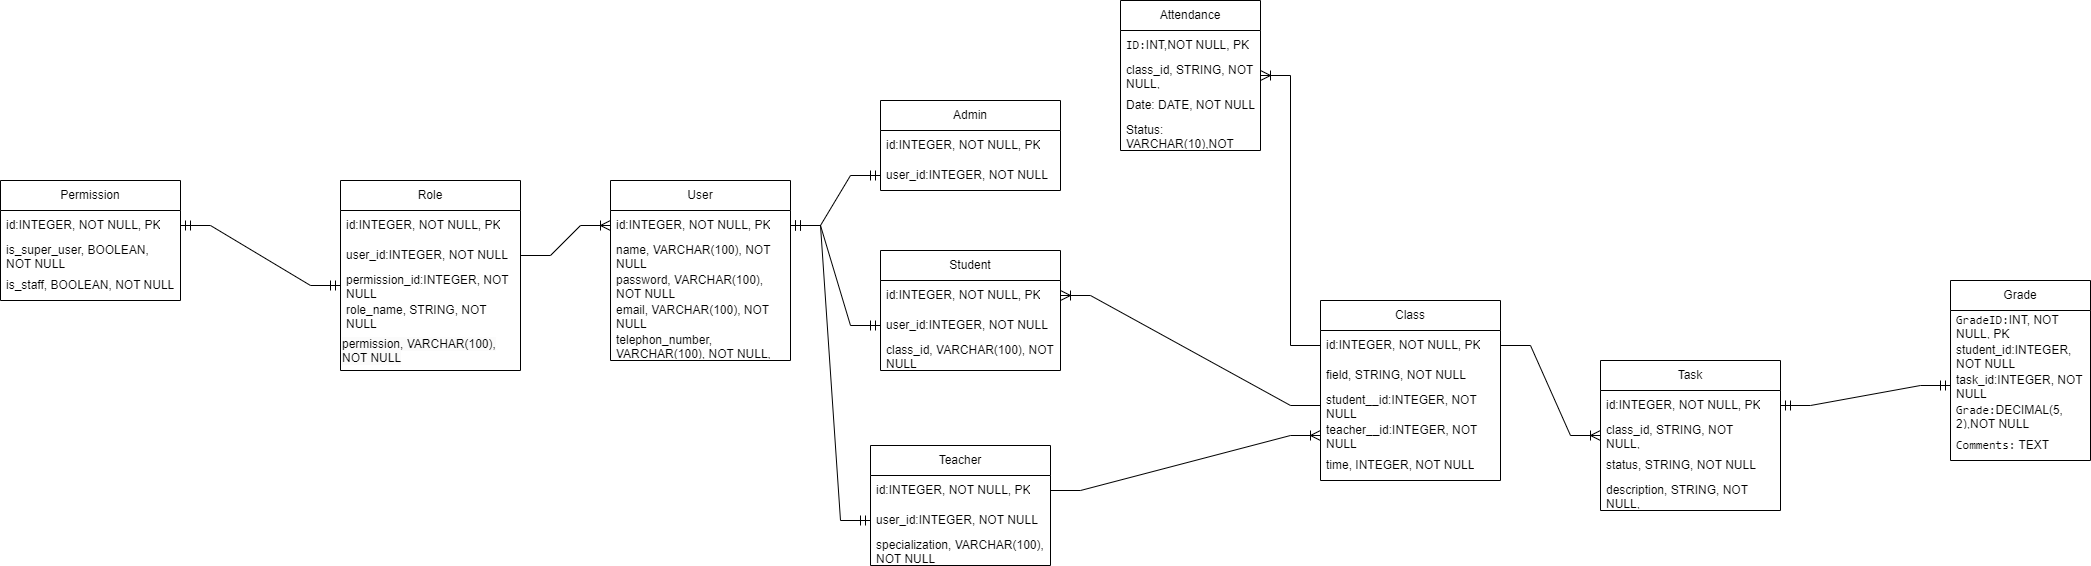 Permission
id:INTEGER, NOT NULL, PK
is_super_user, BOOLEAN,
NOT NULL
is_staff, BOOLEAN, NOT NULL
Role
id:INTEGER, NOT NULL, PK
user_id:INTEGER, NOT NULL
permission_id:INTEGER, NOT
NULL
role_name, STRING, NOT
NULL
permission, VARCHAR(100),
NOT NULL
User
id:INTEGER, NOT NULL, PK
name, VARCHAR(100), NOT
NULL
password, VARCHAR(100),
NOT NULL
email, VARCHAR(100), NOT
NULL
telephon_number,
VARCHAR(100), NOT NULL,
Admin
id:INTEGER, NOT NULL, PK
user_id:INTEGER, NOT NULL
Student
id:INTEGER, NOT NULL, PK
user_id:INTEGER, NOT NULL
class_id, VARCHAR(100), NOT
NULL
Teacher
id:INTEGER, NOT NULL, PK
user_id:INTEGER, NOT NULL
specialization, VARCHAR(100),
NOT NULL
Attendance
ID:INT,NOT NULL, PK
class_id, STRING, NOT
NULL,
Date: DATE, NOT NULL
Status:
VARCHAR(10),NOT
Class
id:INTEGER, NOT NULL, PK
field, STRING, NOT NULL
student__id:INTEGER, NOT
NULL
teacher__id:INTEGER, NOT
NULL
time, INTEGER, NOT NULL
Task
id:INTEGER, NOT NULL, PK
class_id, STRING, NOT
NULL,
status, STRING, NOT NULL
description, STRING, NOT
NULL,
Grade
GradeID:INT, NOT
NULL, PK
student_id:INTEGER,
NOT NULL
task_id:INTEGER, NOT
NULL
Grade:DECIMAL(5,
2),NOT NULL
Comments: TEXT